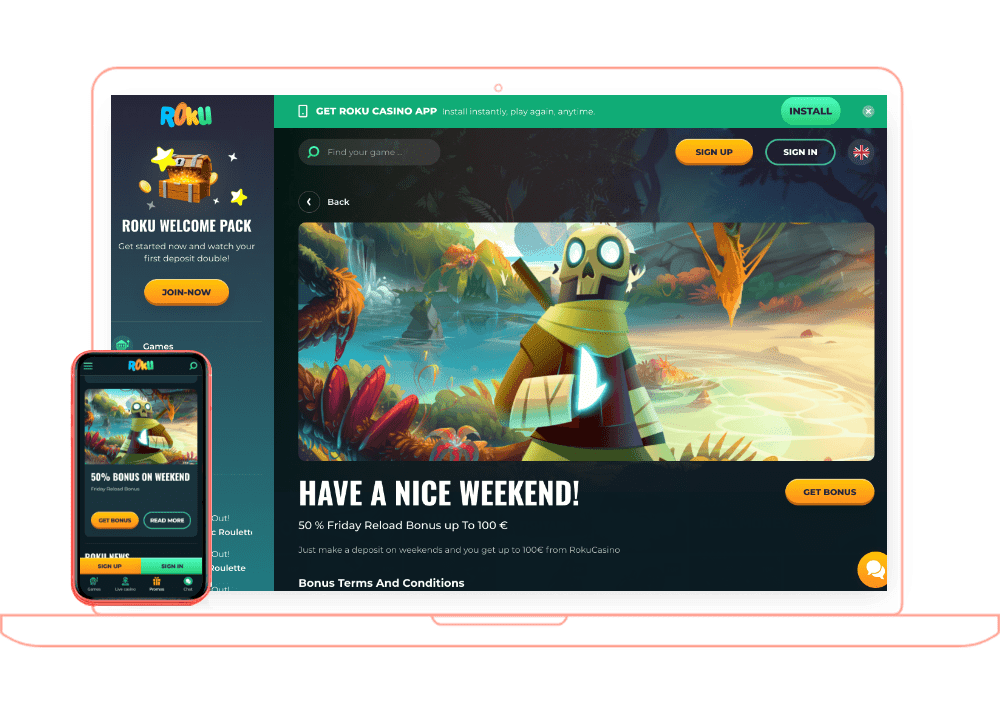 ROKU
GET ROKU CASINO APP Install instantly, play again, anytime.
INSTALL
Find your game ...
SIGN UP
SIGN IN
Back
ROKU WELCOME PACK
Get started now and watch your
first deposit double!
JOIN-NOW
Games
HAVE A NICE WEEKEND!
GET BONUS
50 % Friday Reload Bonus up To 100 €
Just make a deposit on weekends and you get up to 100€ from RokuCasino
Bonus Terms And Conditions
Out!
c Roulette
Out!
Roulette
Out!
ROKU
50% BONUS ON WEEKEND
Friday Reload Bonus
GET BONUS
READ MORE
ROKU NEWS
SIGN UP
SIGN IN
Games
Live casino
Promos
Chat